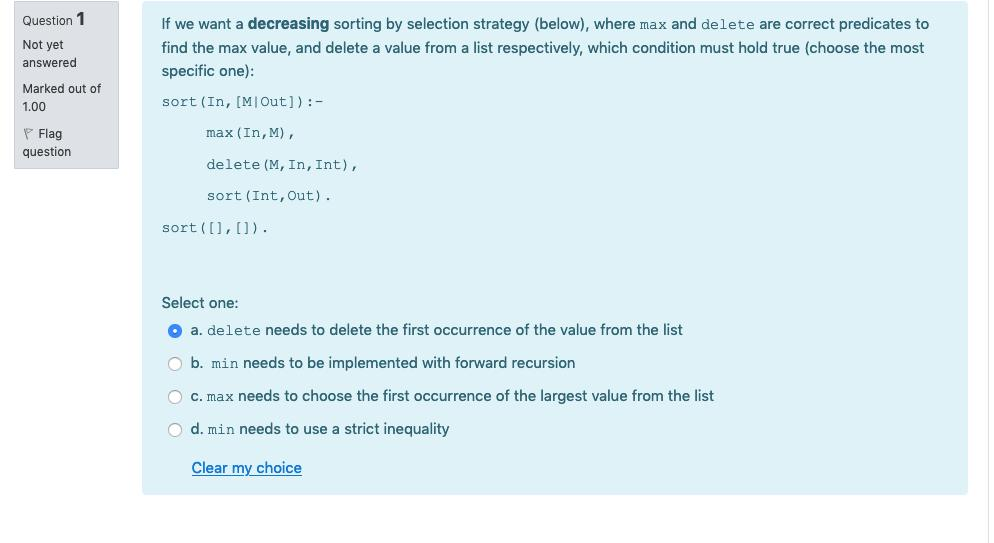 Question 1
Not yet
answered
Marked out of
1.00
Flag
question
If we want a decreasing sorting by selection strategy (below), where max and delete are correct predicates to
find the max value, and delete a value from a list respectively, which condition must hold true (choose the most
specific one):
sort(In,[M|Out]):-
max(In,M),
delete(M,In,Int),
sort(Int,Out).
sort([],[]).
Select one:
a. delete needs to delete the first occurrence of the value from the list
b. min needs to be implemented with forward recursion
c. max needs to choose the first occurrence of the largest value from the list
d. min needs to use a strict inequality
Clear my choice